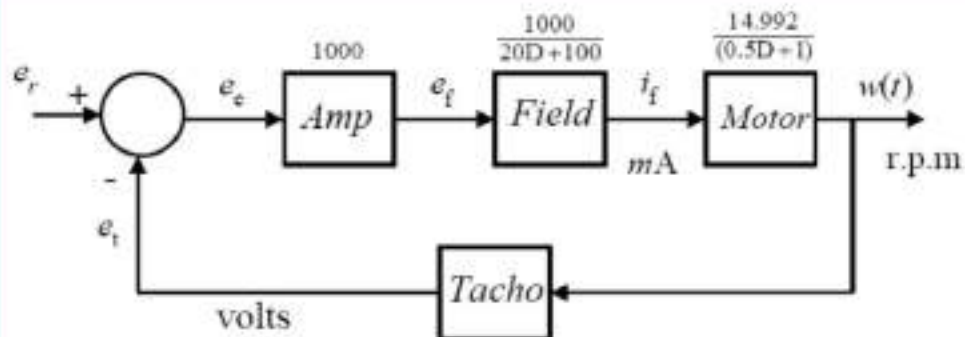 1000
1000
20D+100
14.992
(0.5D+1)
e_r
+
e_e
Amp
e_f
Field
i_f
mA
Motor
w(t)
r.p.m
-
e_t
Tacho
volts